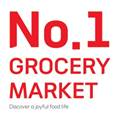 No.1
GROCERY
MARKET
Discover a joyful food life